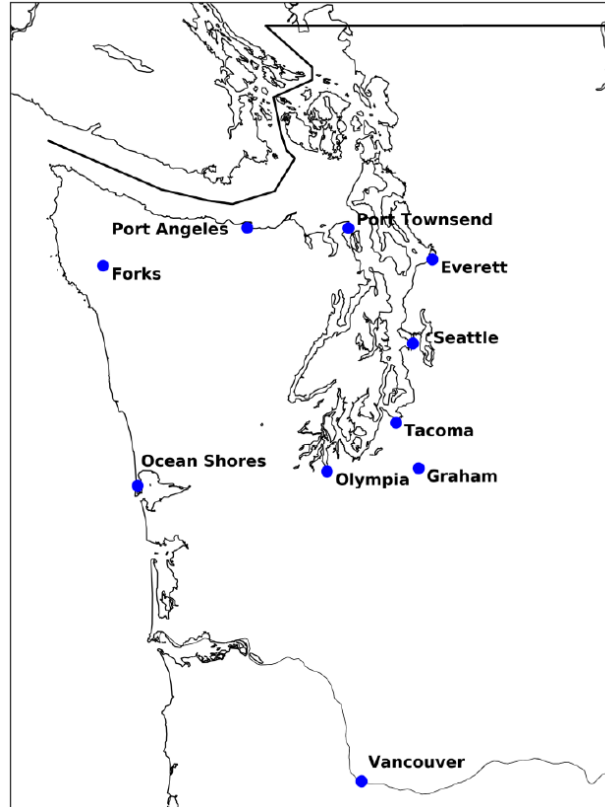 Port Townsend
Port Angeles
Everett
Forks
Seattle
Tacoma
Ocean Shores
Graham
Olympia
Vancouver